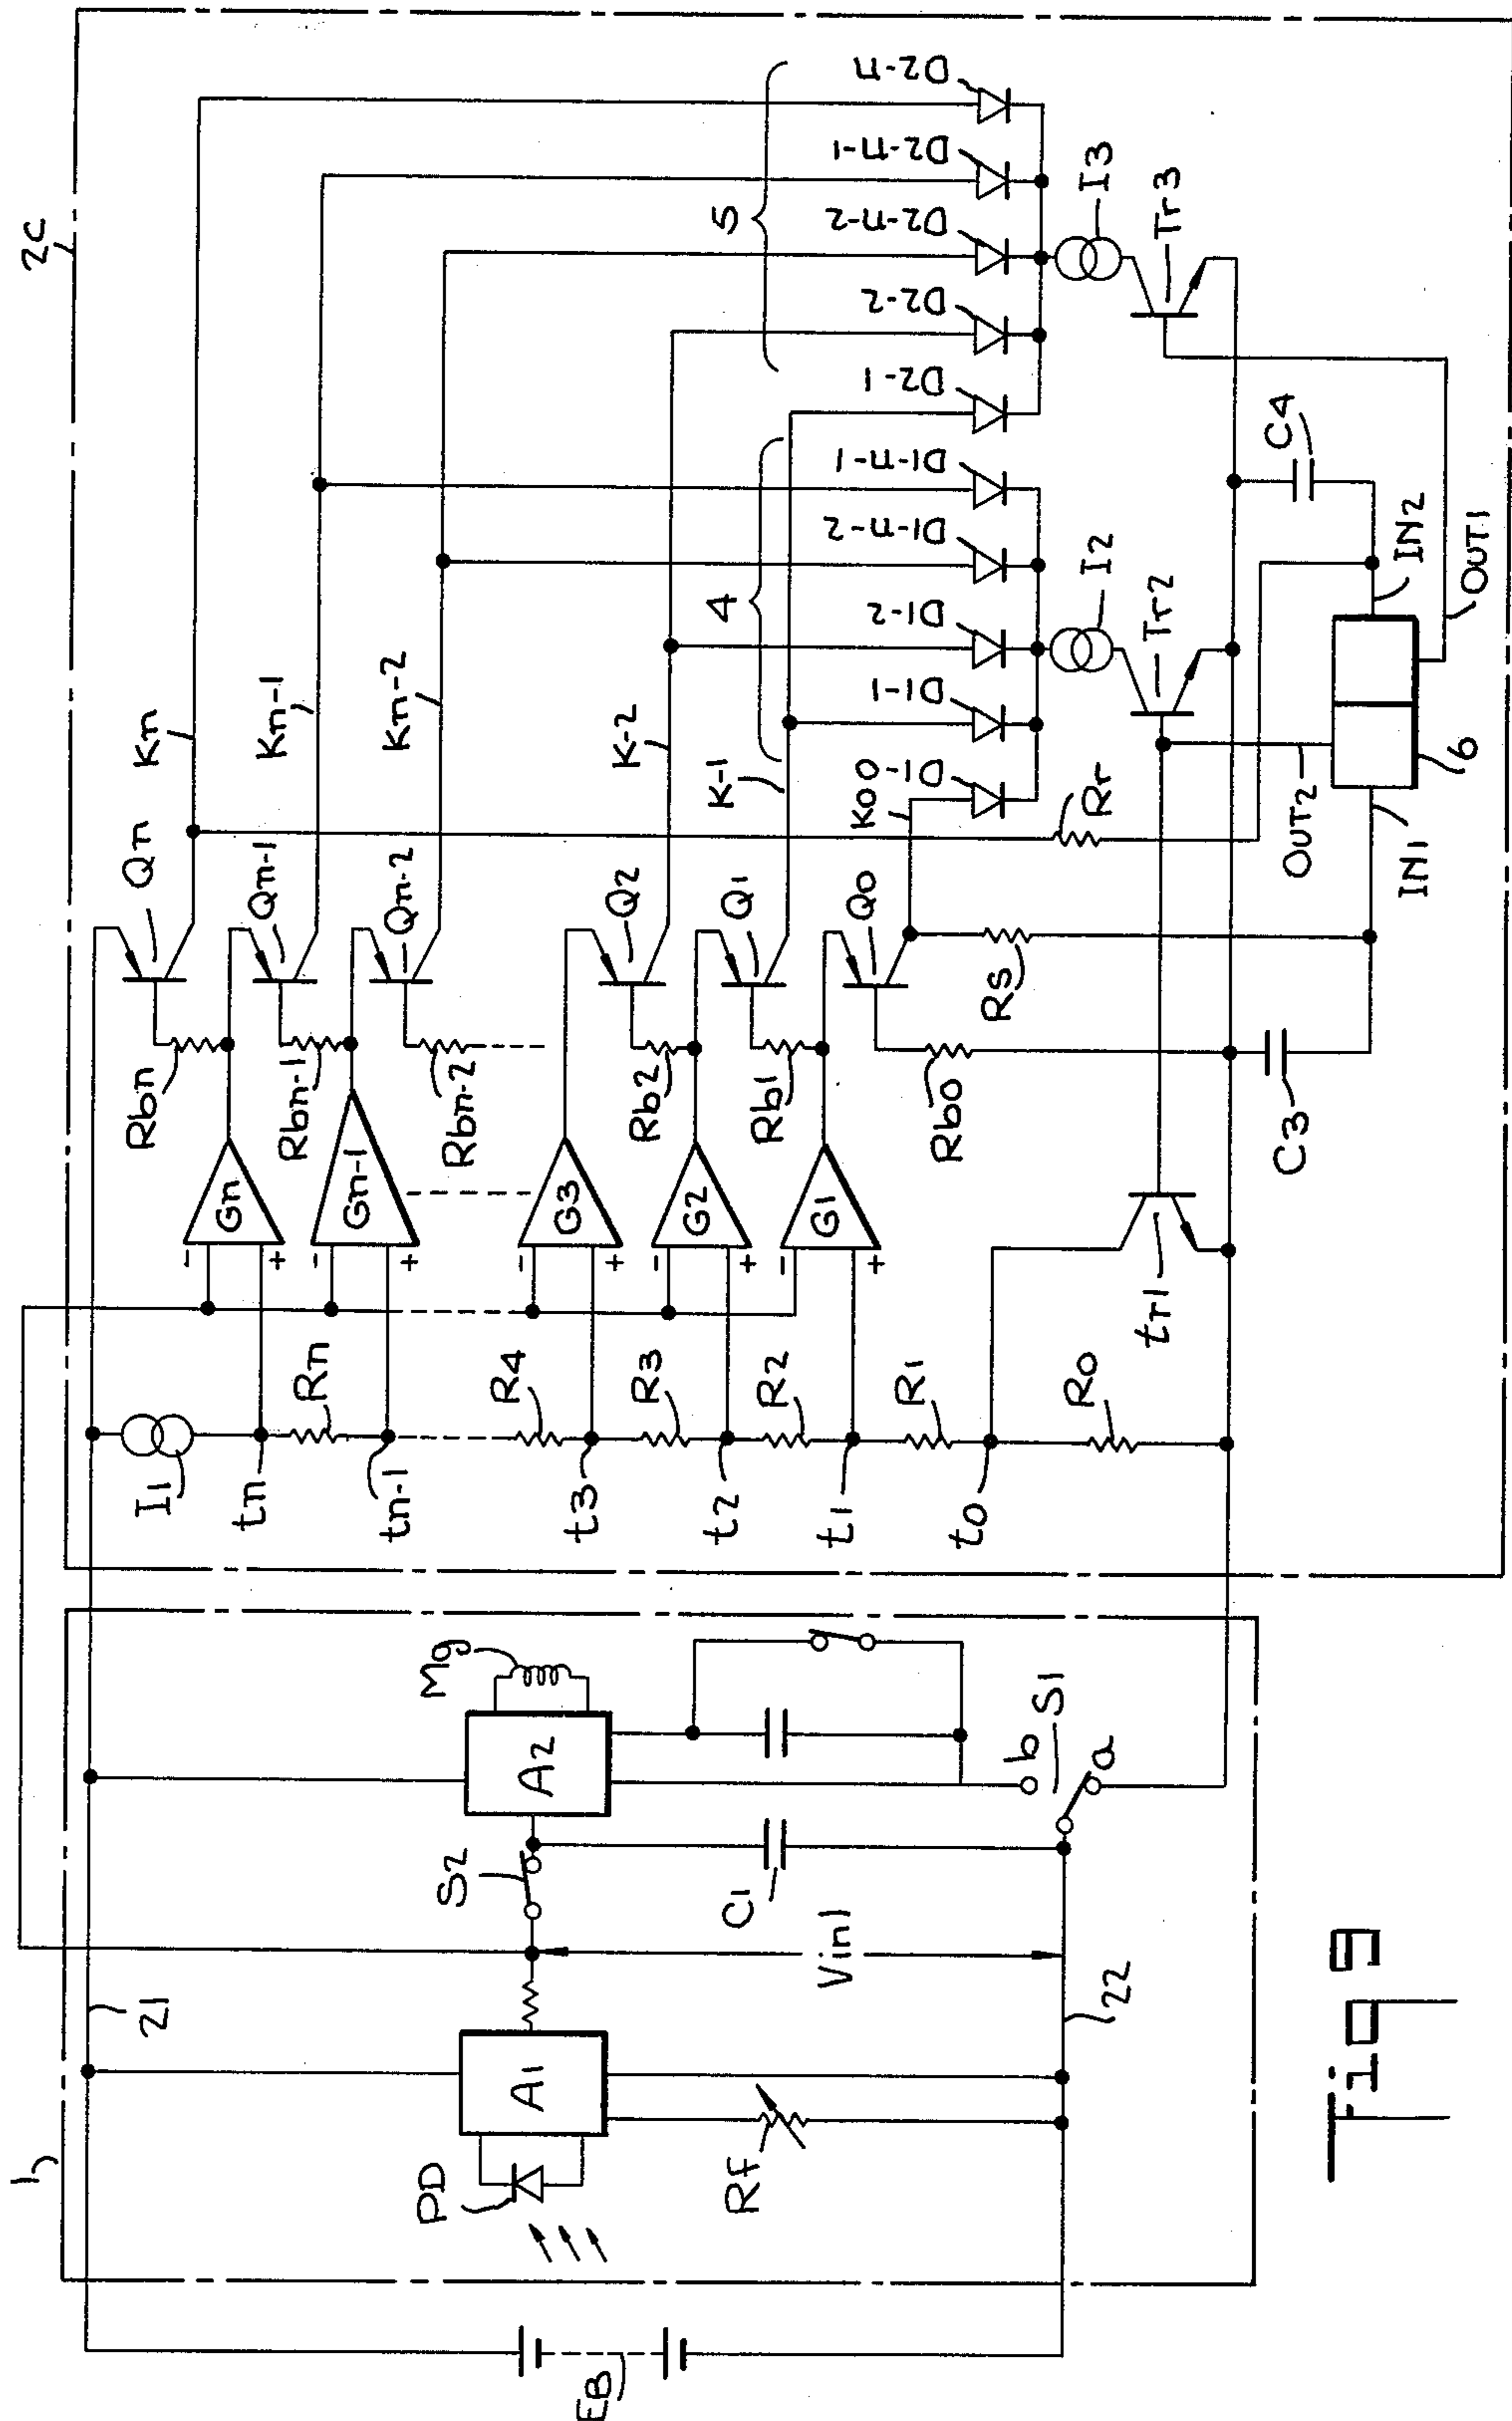 2C
1
21
EB
PD
A1
RF
Vin1
22
S2
C1
A2
Mg
b
S1
a
I1
tn
Rn
tn-1
R4
t3
R3
t2
R2
t1
R1
t0
R0
-
Gn
+
-
Gn-1
+
-
G3
+
-
G2
+
-
G1
+
Rbn
Rbn-1
Rbn-2
Rb2
Rb1
Rb0
Qn
Qn-1
Qn-2
Q2
Q1
Q0
Rs
C3
tr1
Kn
Kn-1
Kn-2
K-2
K-1
K00
Rr
D1-0
D1-1
D1-2
D1-n-2
D1-n-1
4
D2-1
D2-2
D2-n-2
D2-n-1
D2-n
5
I2
Tr2
I3
Tr3
C4
IN1
OUT2
6
IN2
OUT1
Fig 9